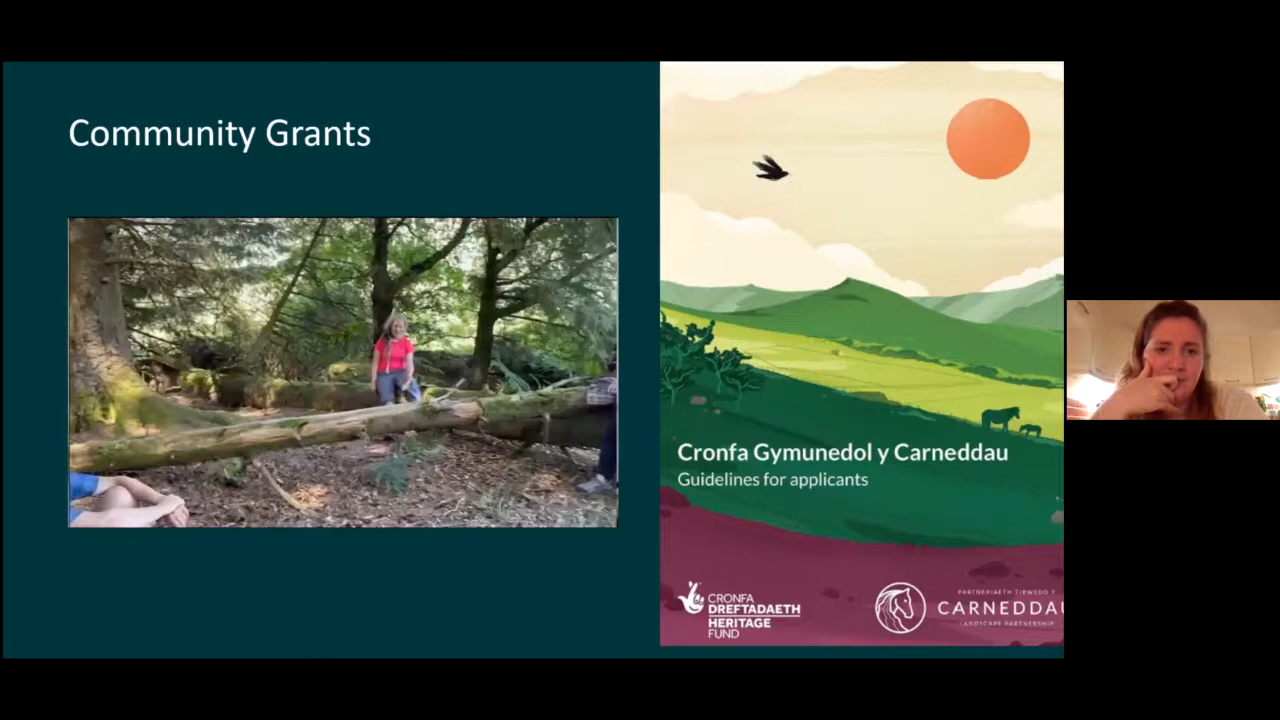 Community Grants
Cronfa Gymunedol y Carneddau
Guidelines for applicants
CRONFA
DREFTADAETH
HERITAGE
FUND
PARTNERIAETH TIRWEDD Y
CARNEDDAU
LANDSCAPE PARTNERSHIP